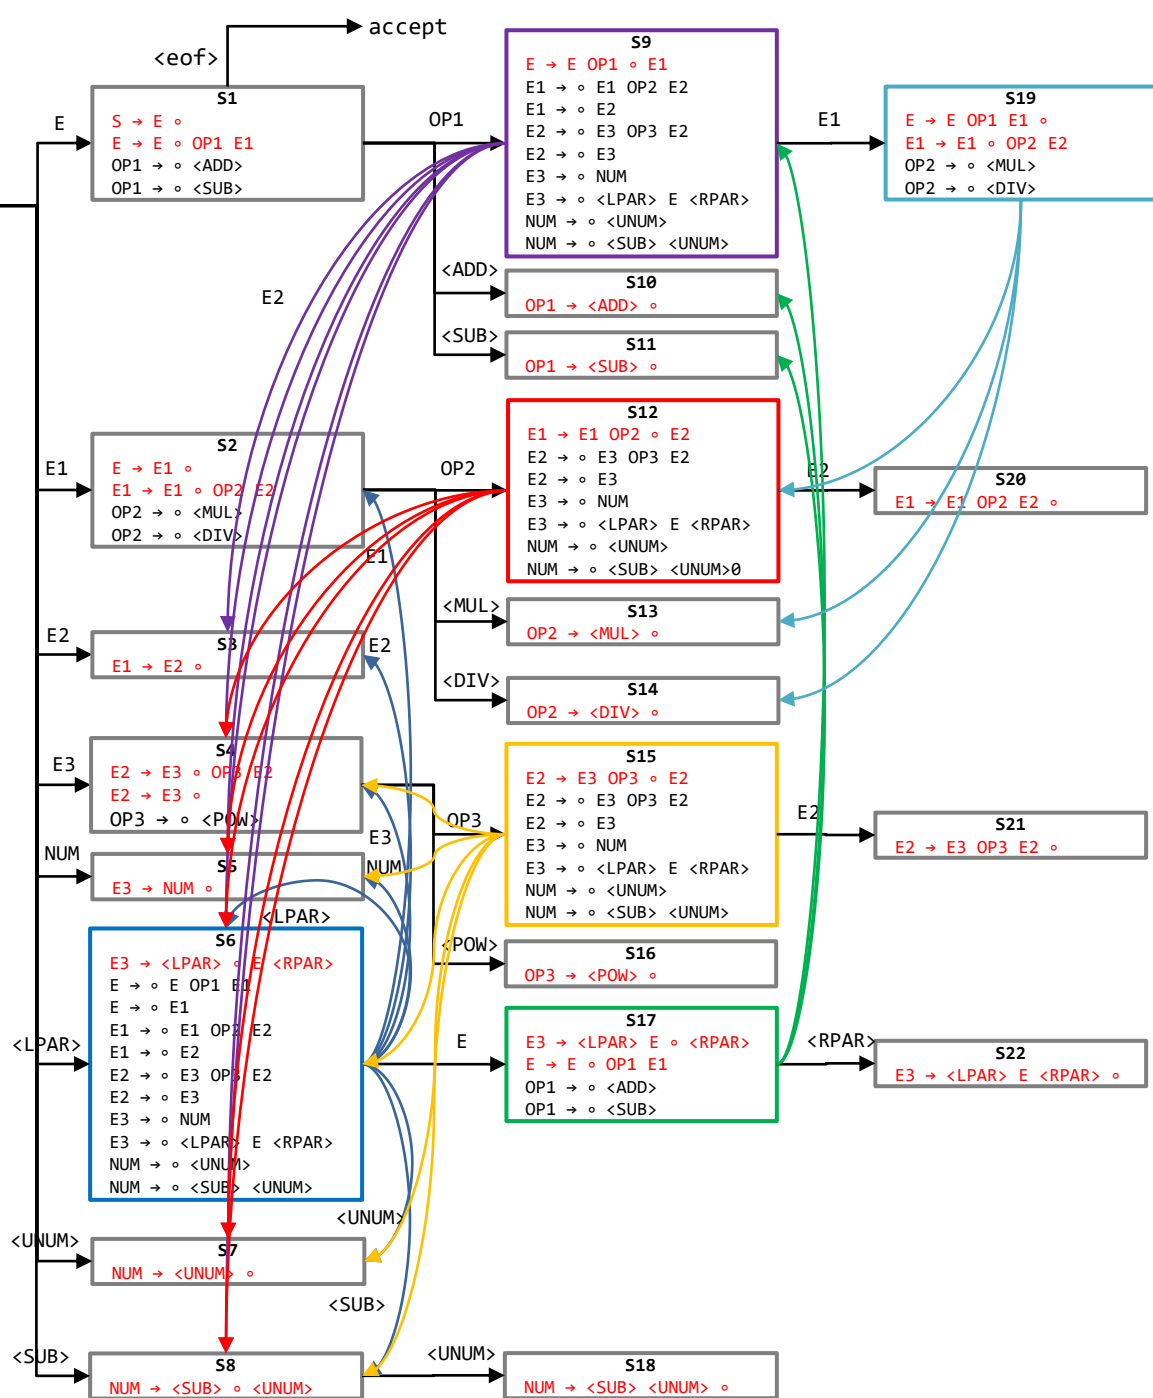 accept
<eof>
S1
E
S → E ∘
E → E ∘ OP1 E1
OP1 → ∘ <ADD>
OP1 → ∘ <SUB>
OP1
S9
E → E OP1 ∘ E1
E1 → ∘ E1 OP2 E2
E1 → ∘ E2
E2 → ∘ E3 OP3 E2
E2 → ∘ E3
E3 → ∘ NUM
E3 → ∘ <LPAR> E <RPAR>
NUM → ∘ <UNUM>
NUM → ∘ <SUB> <UNUM>
E1
S19
E → E OP1 E1 ∘
E1 → E1 ∘ OP2 E2
OP2 → ∘ <MUL>
OP2 → ∘ <DIV>
E2
<ADD>
S10
OP1 → <ADD> ∘
<SUB>
S11
OP1 → <SUB> ∘
E1
S2
E → E1 ∘
E1 → E1 ∘ OP2 E2
OP2 → ∘ <MUL>
OP2 → ∘ <DIV>
OP2
S12
E1 → E1 OP2 ∘ E2
E2 → ∘ E3 OP3 E2
E2 → ∘ E3
E3 → ∘ NUM
E3 → ∘ <LPAR> E <RPAR>
NUM → ∘ <UNUM>
NUM → ∘ <SUB> <UNUM>0
E2
S20
E1 → E1 OP2 E2 ∘
E1
<MUL>
S13
OP2 → <MUL> ∘
E2
S3
E1 → E2 ∘
E2
<DIV>
S14
OP2 → <DIV> ∘
E3
S4
E2 → E3 ∘ OP3 E2
E2 → E3 ∘
OP3 → ∘ <POW>
OP3
S15
E2 → E3 OP3 ∘ E2
E2 → ∘ E3 OP3 E2
E2 → ∘ E3
E3 → ∘ NUM
E3 → ∘ <LPAR> E <RPAR>
NUM → ∘ <UNUM>
NUM → ∘ <SUB> <UNUM>
E2
S21
E2 → E3 OP3 E2 ∘
E3
NUM
S5
E3 → NUM ∘
NUM
<LPAR>
<POW>
S16
OP3 → <POW> ∘
<LPAR>
S6
E3 → <LPAR> ∘ E <RPAR>
E → ∘ E OP1 E1
E → ∘ E1
E1 → ∘ E1 OP2 E2
E1 → ∘ E2
E2 → ∘ E3 OP3 E2
E2 → ∘ E3
E3 → ∘ NUM
E3 → ∘ <LPAR> E <RPAR>
NUM → ∘ <UNUM>
NUM → ∘ <SUB> <UNUM>
E
S17
E3 → <LPAR> E ∘ <RPAR>
E → E ∘ OP1 E1
OP1 → ∘ <ADD>
OP1 → ∘ <SUB>
<RPAR>
S22
E3 → <LPAR> E <RPAR> ∘
<UNUM>
<UNUM>
S7
NUM → <UNUM> ∘
<SUB>
<SUB>
S8
NUM → <SUB> ∘ <UNUM>
<UNUM>
S18
NUM → <SUB> <UNUM> ∘